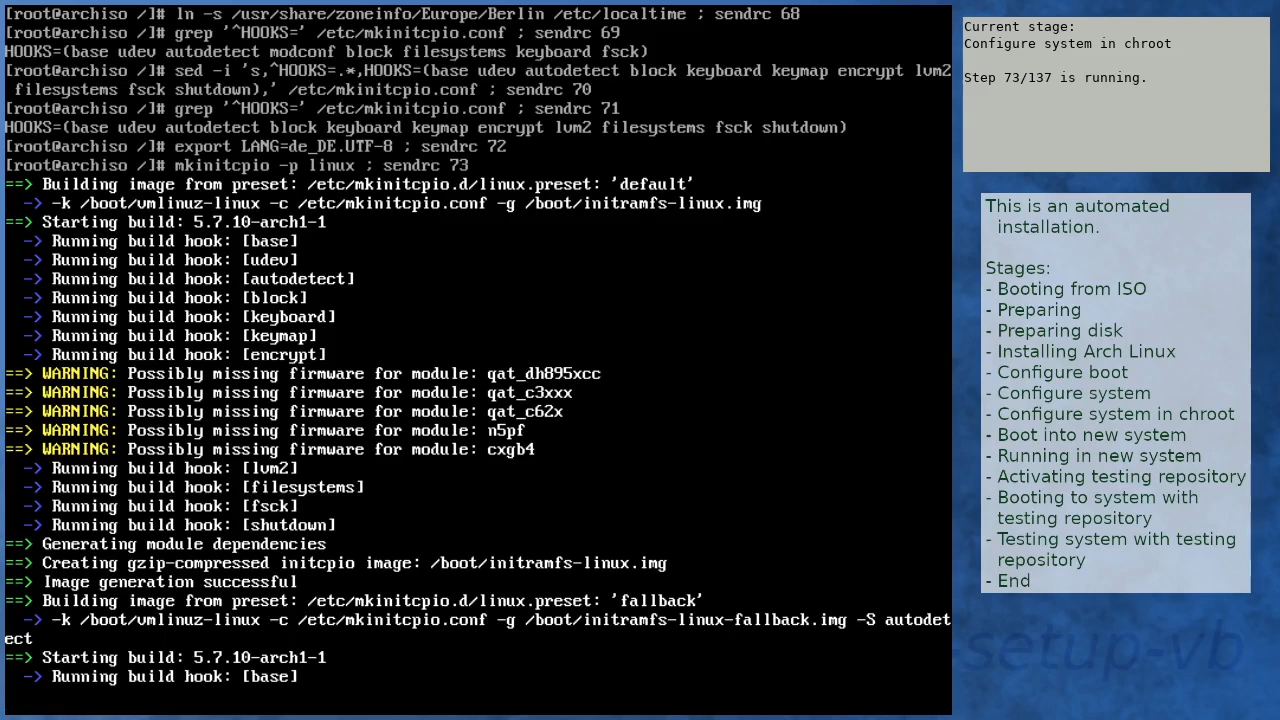 [root@archiso /]# ln -s /usr/share/zoneinfo/Europe/Berlin /etc/localtime ; sendrc 68
[root@archiso /]# grep '^HOOKS=' /etc/mkinitcpio.conf ; sendrc 69
HOOKS=(base udev autodetect modconf block filesystems keyboard fsck)
[root@archiso /]# sed -i 's,^HOOKS=.*,HOOKS=(base udev autodetect block keyboard keymap encrypt lvm2
 filesystems fsck shutdown),' /etc/mkinitcpio.conf ; sendrc 70
[root@archiso /]# grep '^HOOKS=' /etc/mkinitcpio.conf ; sendrc 71
HOOKS=(base udev autodetect block keyboard keymap encrypt lvm2 filesystems fsck shutdown)
[root@archiso /]# export LANG=de_DE.UTF-8 ; sendrc 72
[root@archiso /]# mkinitcpio -p linux ; sendrc 73
==> Building image from preset: /etc/mkinitcpio.d/linux.preset: 'default'
  -> -k /boot/vmlinuz-linux -c /etc/mkinitcpio.conf -g /boot/initramfs-linux.img
==> Starting build: 5.7.10-arch1-1
  -> Running build hook: [base]
  -> Running build hook: [udev]
  -> Running build hook: [autodetect]
  -> Running build hook: [block]
  -> Running build hook: [keyboard]
  -> Running build hook: [keymap]
  -> Running build hook: [encrypt]
==> WARNING: Possibly missing firmware for module: qat_dh895xcc
==> WARNING: Possibly missing firmware for module: qat_c3xxx
==> WARNING: Possibly missing firmware for module: qat_c62x
==> WARNING: Possibly missing firmware for module: n5pf
==> WARNING: Possibly missing firmware for module: cxgb4
  -> Running build hook: [lvm2]
  -> Running build hook: [filesystems]
  -> Running build hook: [fsck]
  -> Running build hook: [shutdown]
==> Generating module dependencies
==> Creating gzip-compressed initcpio image: /boot/initramfs-linux.img
==> Image generation successful
==> Building image from preset: /etc/mkinitcpio.d/linux.preset: 'fallback'
  -> -k /boot/vmlinuz-linux -c /etc/mkinitcpio.conf -g /boot/initramfs-linux-fallback.img -S autodet
ect
==> Starting build: 5.7.10-arch1-1
  -> Running build hook: [base]
Current stage:
Configure system in chroot
Step 73/137 is running.
This is an automated
installation.
Stages:
- Booting from ISO
- Preparing
- Preparing disk
- Installing Arch Linux
- Configure boot
- Configure system
- Configure system in chroot
- Boot into new system
- Running in new system
- Activating testing repository
- Booting to system with
testing repository
- Testing system with testing
repository
- End
setup-vb